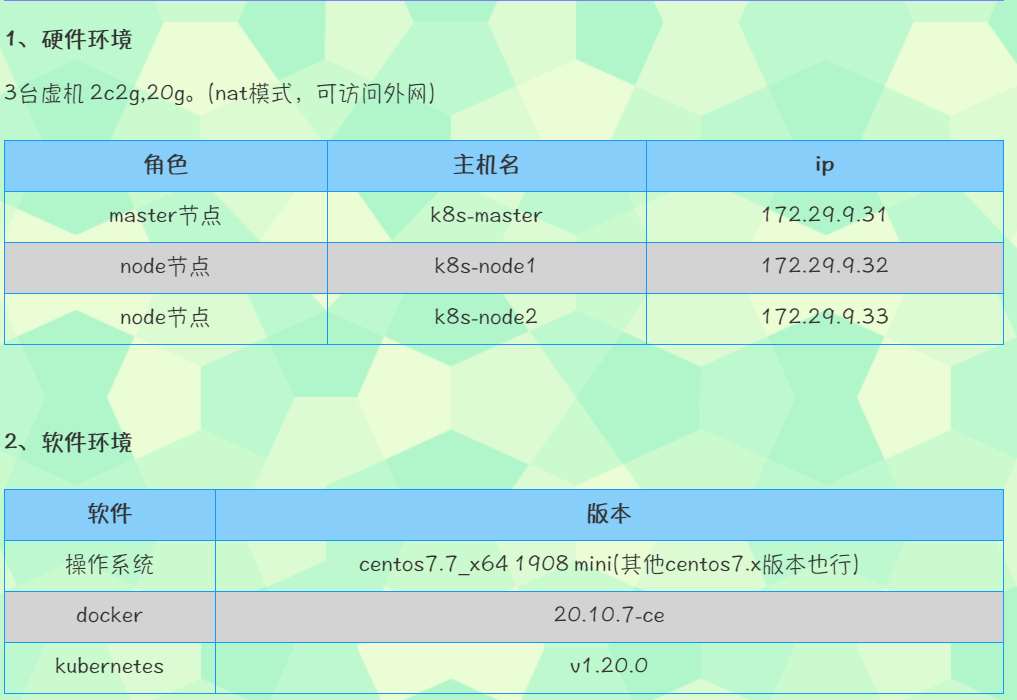 1、硬件环境
3台虚机 2c2g,20g。(nat模式，可访问外网)
角色 主机名 ip
master节点 k8s-master 172.29.9.31
node节点 k8s-node1 172.29.9.32
node节点 k8s-node2 172.29.9.33
2、软件环境
软件 版本
操作系统 centos7.7_x64 1908 mini(其他centos7.x版本也行)
docker 20.10.7-ce
kubernetes v1.20.0